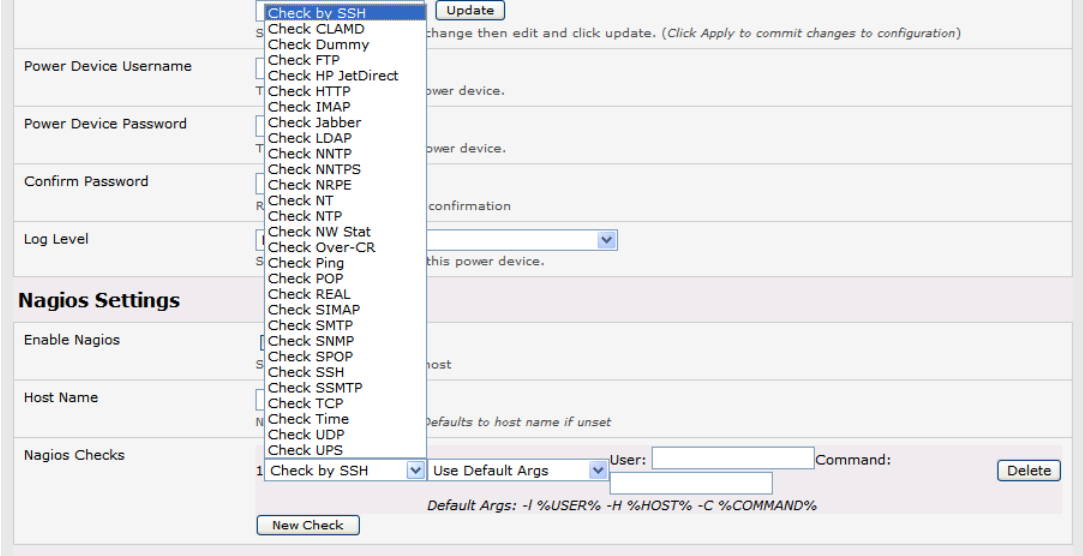 Update
S change then edit and click update. (Click Apply to commit changes to configuration)
Power Device Username
T ower device.
Power Device Password
T ower device.
Confirm Password
R confirmation
Log Level
S this power device.
Check by SSH
Check CLAMD
Check Dummy
Check FTP
Check HP JetDirect
Check HTTP
Check IMAP
Check Jabber
Check LDAP
Check NNTP
Check NNTPS
Check NRPE
Check NT
Check NTP
Check NW Stat
Check Over-CR
Check Ping
Check POP
Check REAL
Check SIMAP
Check SMTP
Check SNMP
Check SPOP
Check SSH
Check SSMTP
Check TCP
Check Time
Check UDP
Check UPS
Nagios Settings
Enable Nagios
S host
Host Name
N Defaults to host name if unset
Nagios Checks
1 Check by SSH Use Default Args User: Command: Delete
Default Args: -l %USER% -H %HOST% -C %COMMAND%
New Check